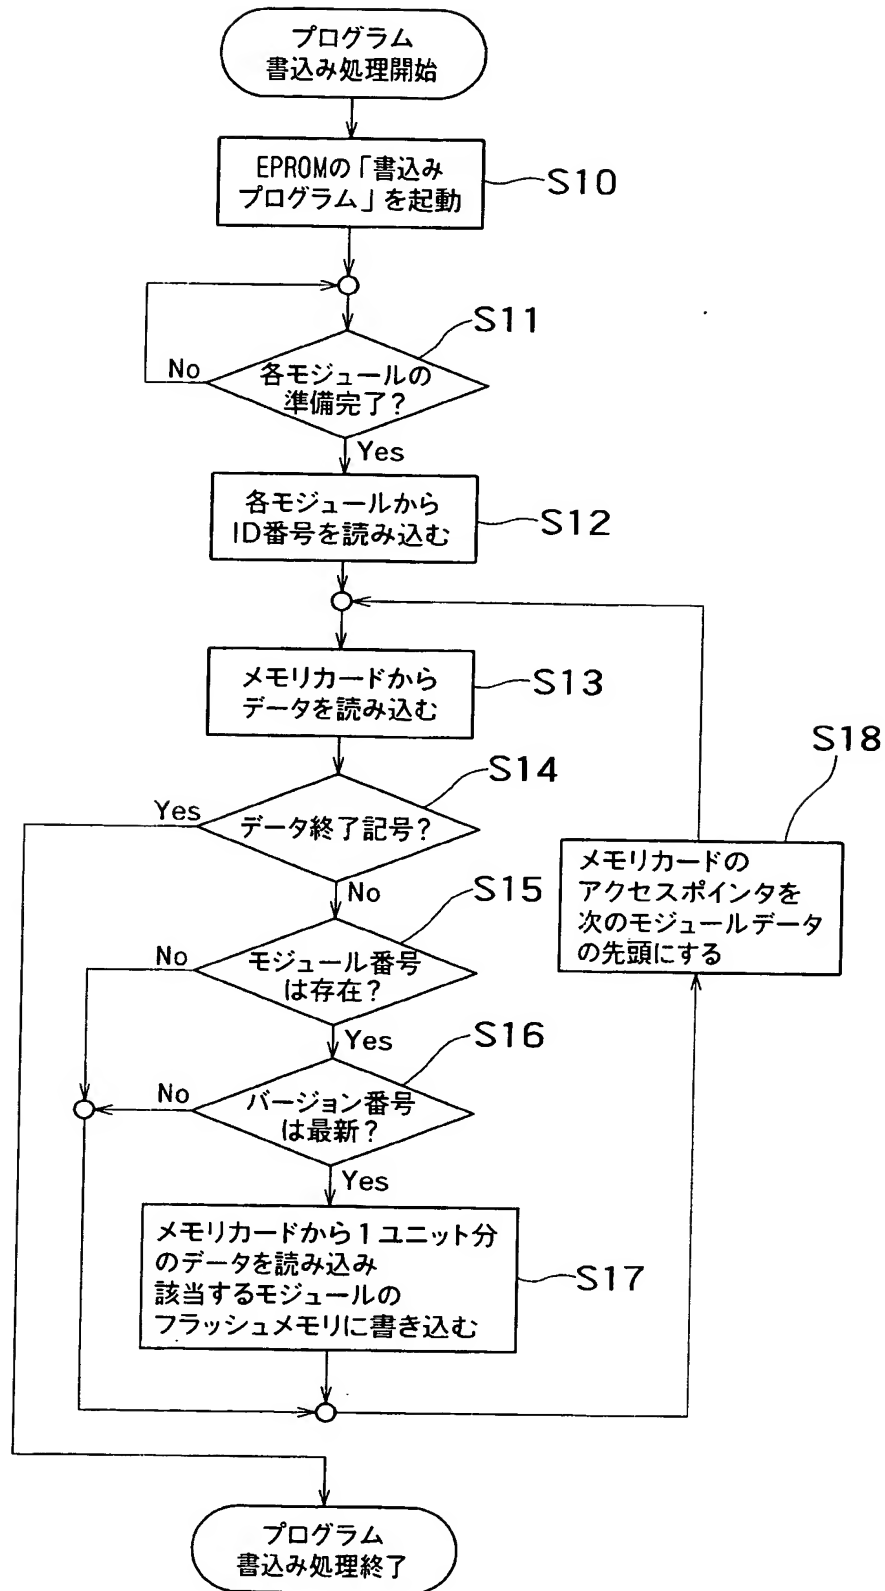 プログラム
書込み処理開始
EPROMの「書込み
プログラム」を起動
S10
S11
No
各モジュールの
準備完了?
Yes
各モジュールから
ID番号を読み込む
S12
メモリカードから
データを読み込む
S13
S14
Yes
データ終了記号?
No
S15
No
モジュール番号
は存在?
Yes
S16
No
バージョン番号
は最新?
Yes
メモリカードから1ユニット分
のデータを読み込み
該当するモジュールの
フラッシュメモリに書き込む
S17
S18
メモリカードの
アクセスポインタを
次のモジュールデータ
の先頭にする
プログラム
書込み処理終了